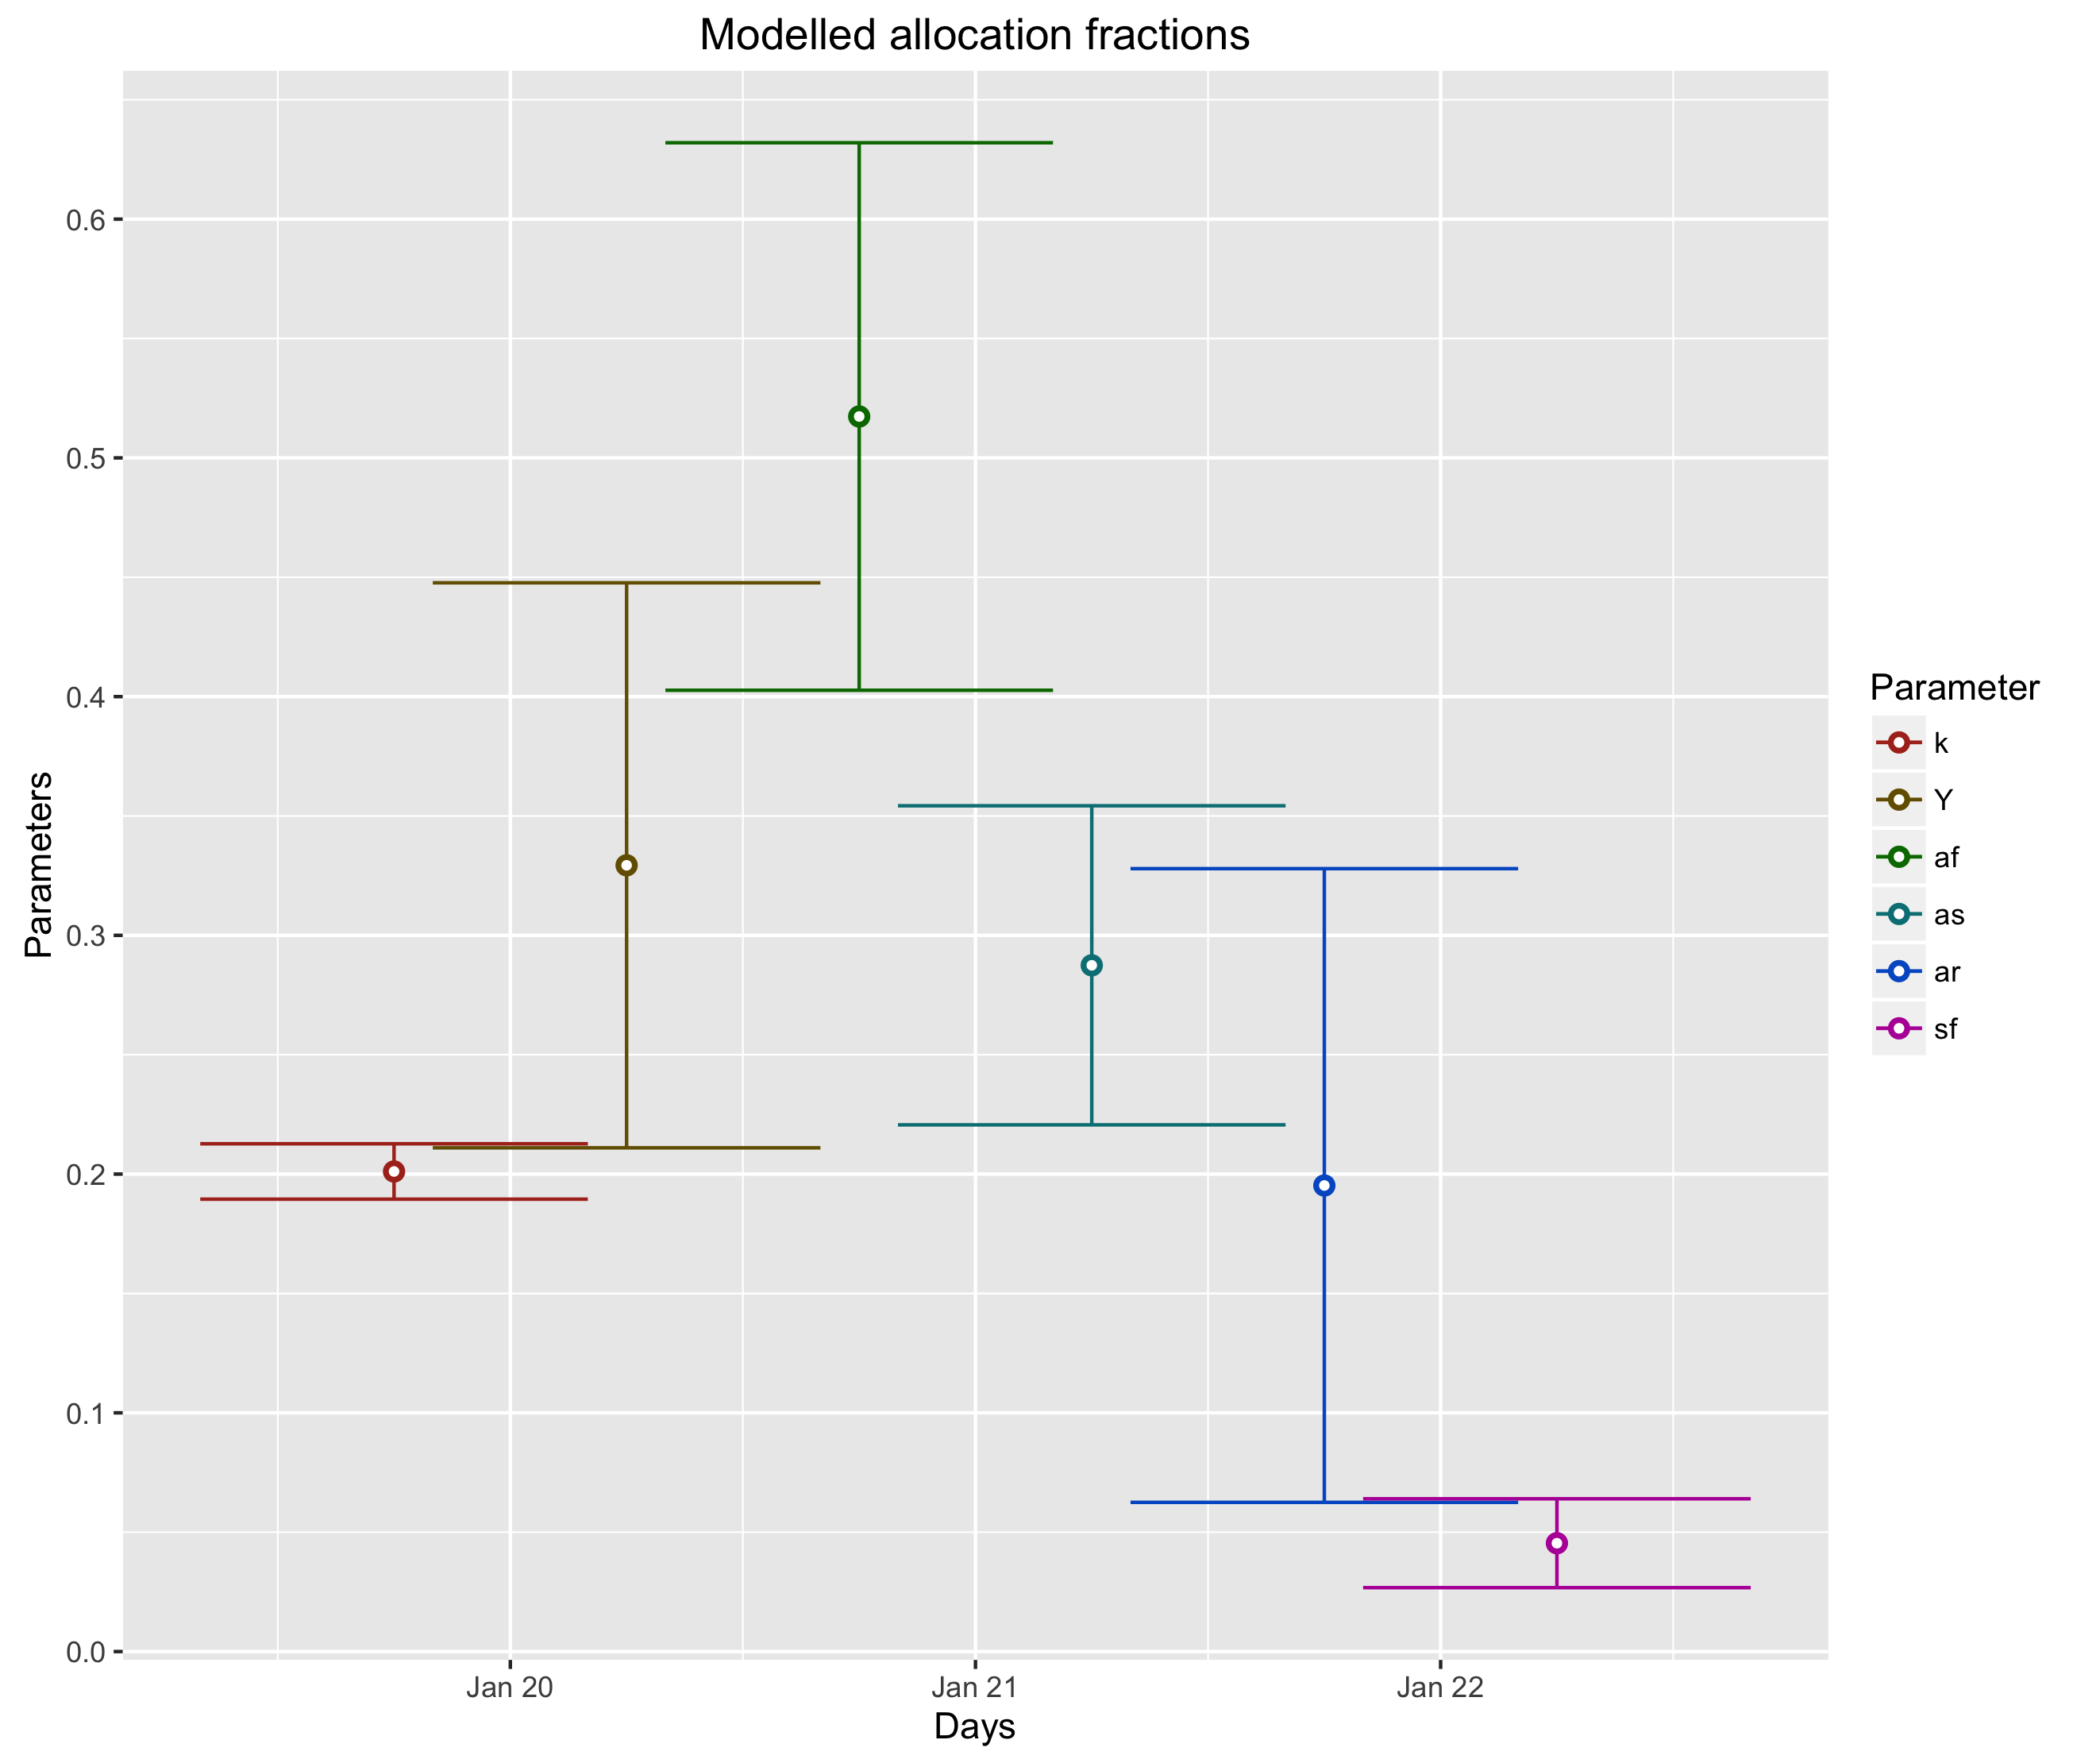 Modelled allocation fractions
0.6
0.5
0.4
0.3
0.2
0.1
0.0
Parameters
Jan 20
Jan 21
Jan 22
Days
Parameter
k
Y
af
as
ar
sf